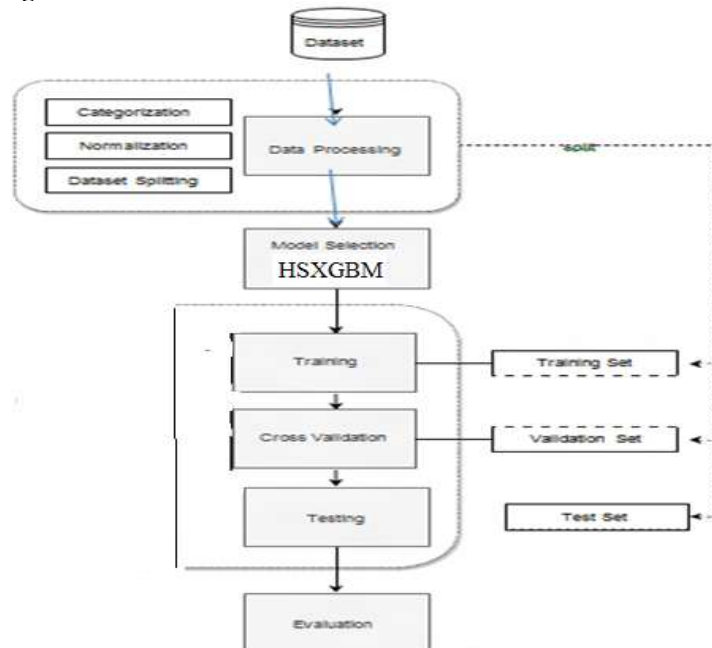 Dataset
Categorization
Normalization
Dataset Splitting
Data Processing
split
Model Selection
HSXGBM
Training
Training Set
Cross Validation
Validation Set
Testing
Test Set
Evaluation